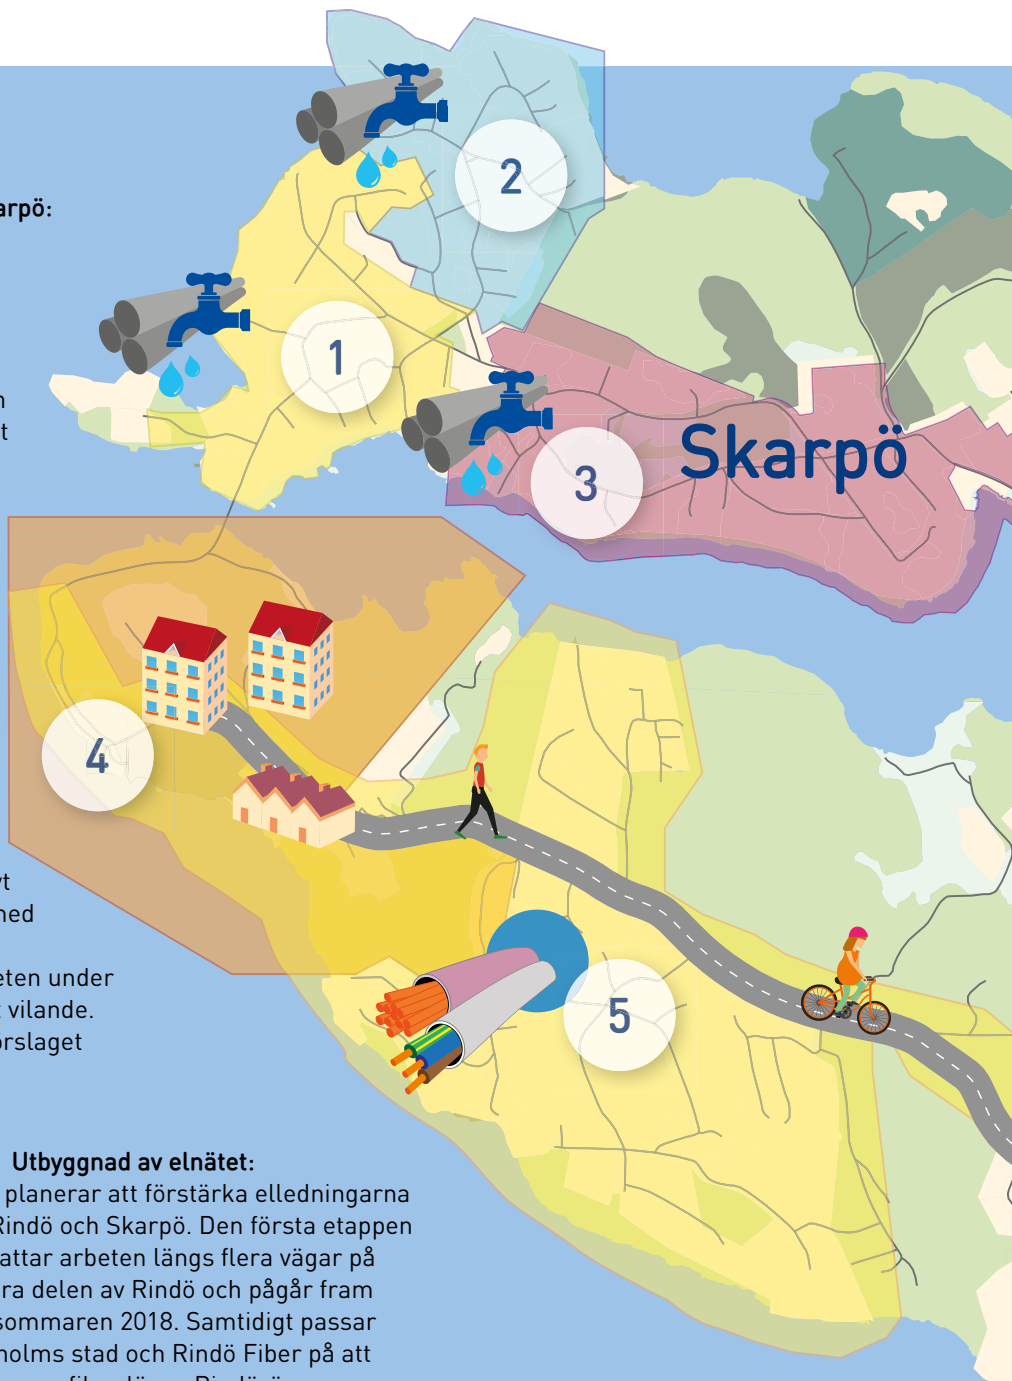 arpö:
2
1
n
t
Skarpö
3
4
vt
ned
eten under
t vilande.
örslaget
5
Utbyggnad av elnätet:
planerar att förstärka elledningarna
Rindö och Skarpö. Den första etappen
attar arbeten längs flera vägar på
ra delen av Rindö och pågår fram
sommaren 2018. Samtidigt passar
holms stad och Rindö Fiber på att